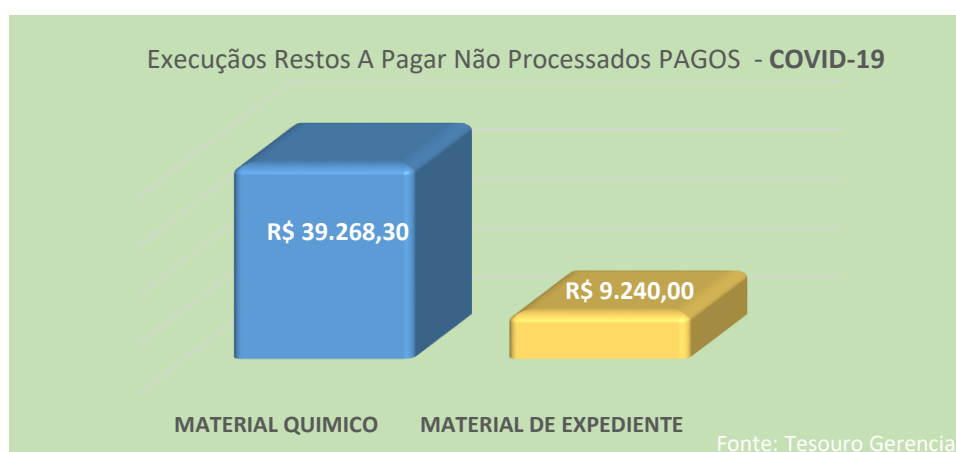 Execuçãos Restos A Pagar Não Processados PAGOS - COVID-19
R$ 39.268,30
R$ 9.240,00
MATERIAL QUIMICO MATERIAL DE EXPEDIENTE
Fonte: Tesouro Gerencia